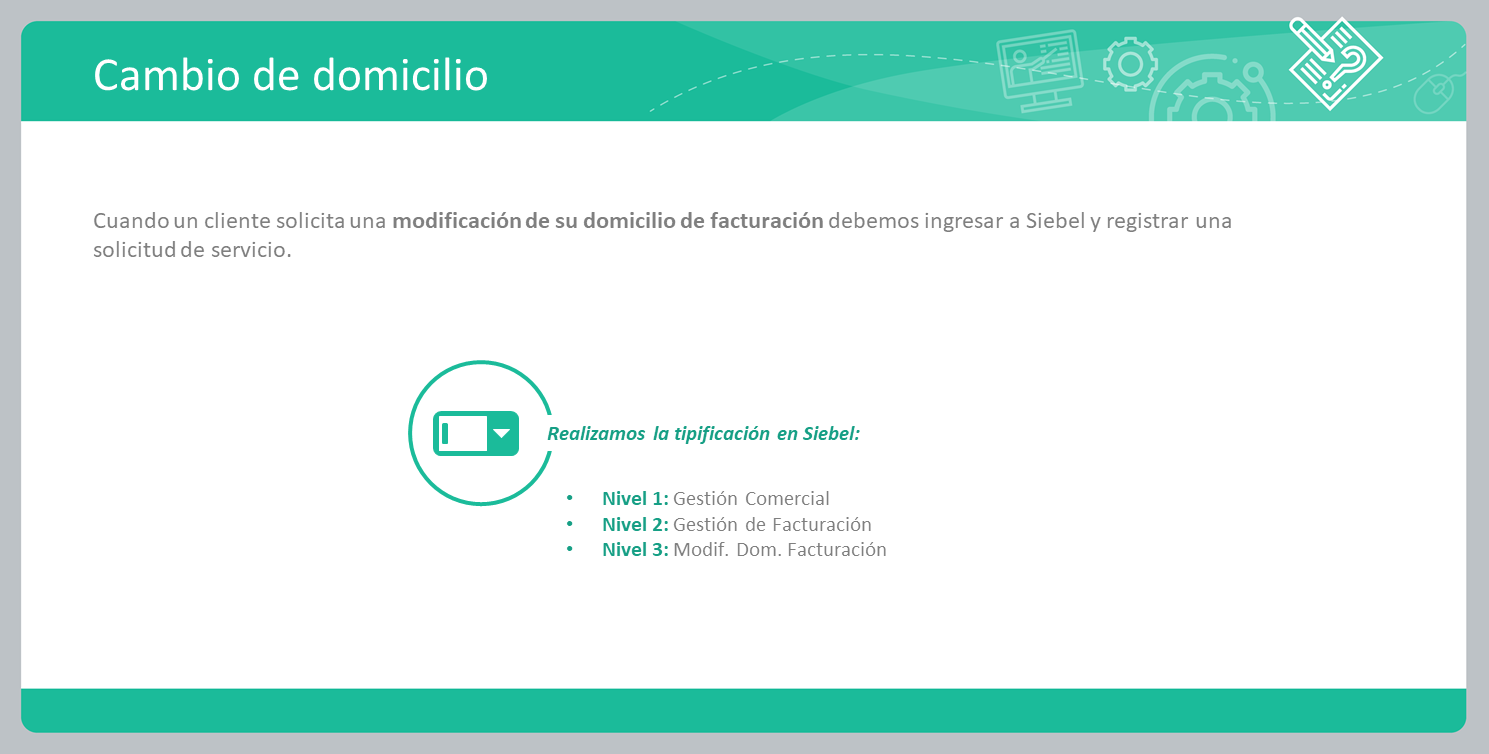 Cambio de domicilio
Cuando un cliente solicita una modificación de su domicilio de facturación debemos ingresar a Siebel y registrar una
solicitud de servicio.
Realizamos la tipificación en Siebel:
• Nivel 1: Gestión Comercial
• Nivel 2: Gestión de Facturación
• Nivel 3: Modif. Dom. Facturación